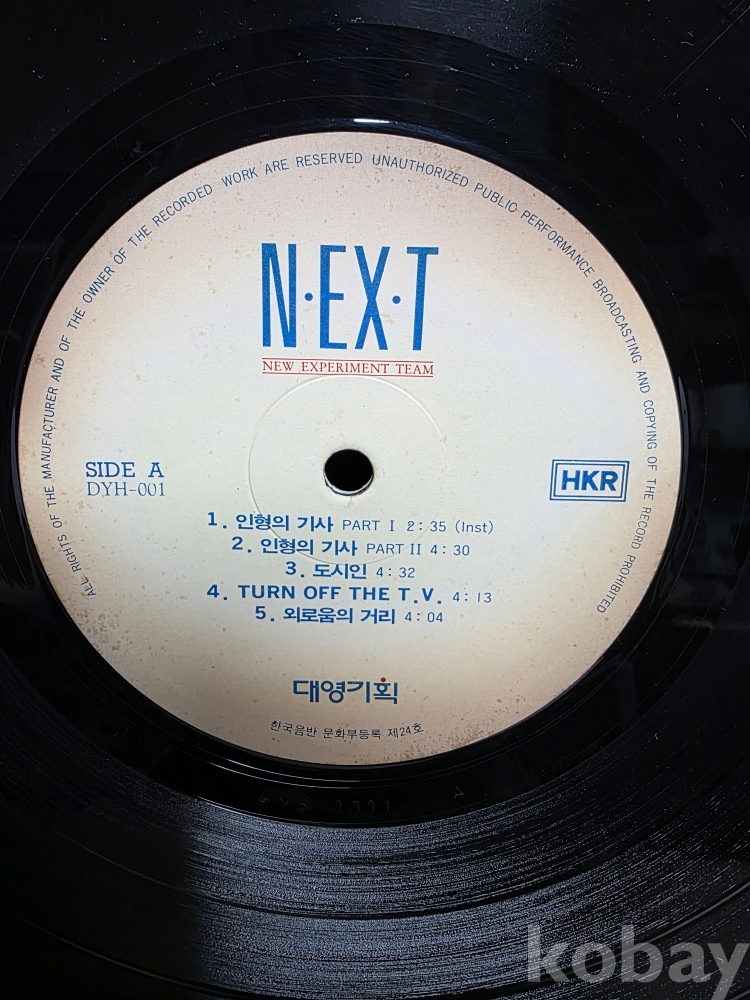 ALL RIGHTS OF THE MANUFACTURER AND OF THE OWNER OF THE RECORDED WORK ARE RESERVED UNAUTHORIZED PUBLIC PERFORMANCE BROADCASTING AND COPYING OF THE RECORD PROHIBITED
N·EX·T
NEW EXPERIMENT TEAM
SIDE A
DYH-001
HKR
1. 인형의 기사 PART I 2:35 (Inst)
2. 인형의 기사 PART II 4:30
3. 도시인 4:32
4. TURN OFF THE T.V. 4:13
5. 외로움의 거리 4:04
대영기획
한국음반 문화부등록 제24호
kobay